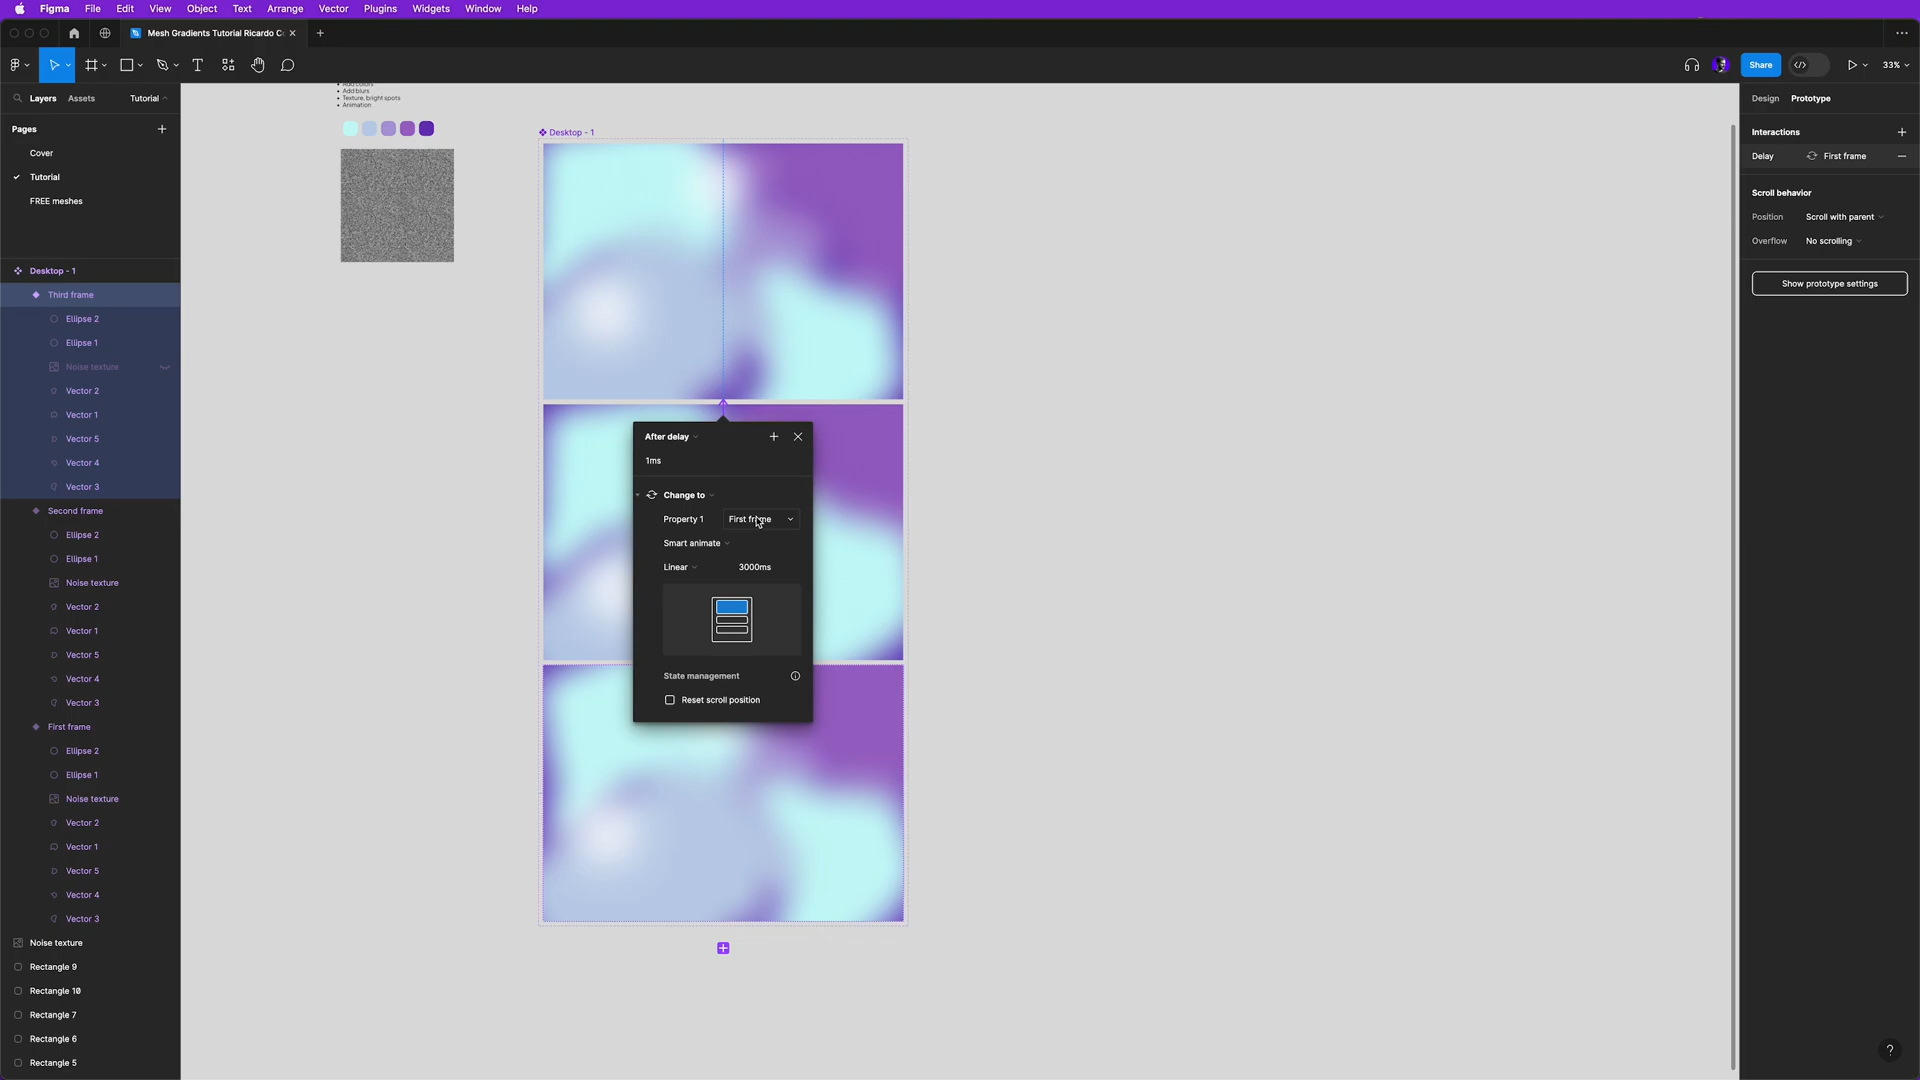 Figma File Edit View Object Text Arrange Vector Plugins Widgets Window Help
Mesh Gradients Tutorial Ricardo C
Share
33%
Layers Assets Tutorial
Pages
Cover
Tutorial
FREE meshes
Desktop - 1
Third frame
Ellipse 2
Ellipse 1
Noise texture
Vector 2
Vector 1
Vector 5
Vector 4
Vector 3
Second frame
Ellipse 2
Ellipse 1
Noise texture
Vector 2
Vector 1
Vector 5
Vector 4
Vector 3
First frame
Ellipse 2
Ellipse 1
Noise texture
Vector 2
Vector 1
Vector 5
Vector 4
Vector 3
Noise texture
Rectangle 9
Rectangle 10
Rectangle 7
Rectangle 6
Rectangle 5
• Add colors
• Add blurs
• Texture, bright spots
• Animation
Desktop - 1
After delay
1ms
Change to
Property 1 First frame
Smart animate
Linear 3000ms
State management
Reset scroll position
Design Prototype
Interactions
Delay First frame
Scroll behavior
Position Scroll with parent
Overflow No scrolling
Show prototype settings
?